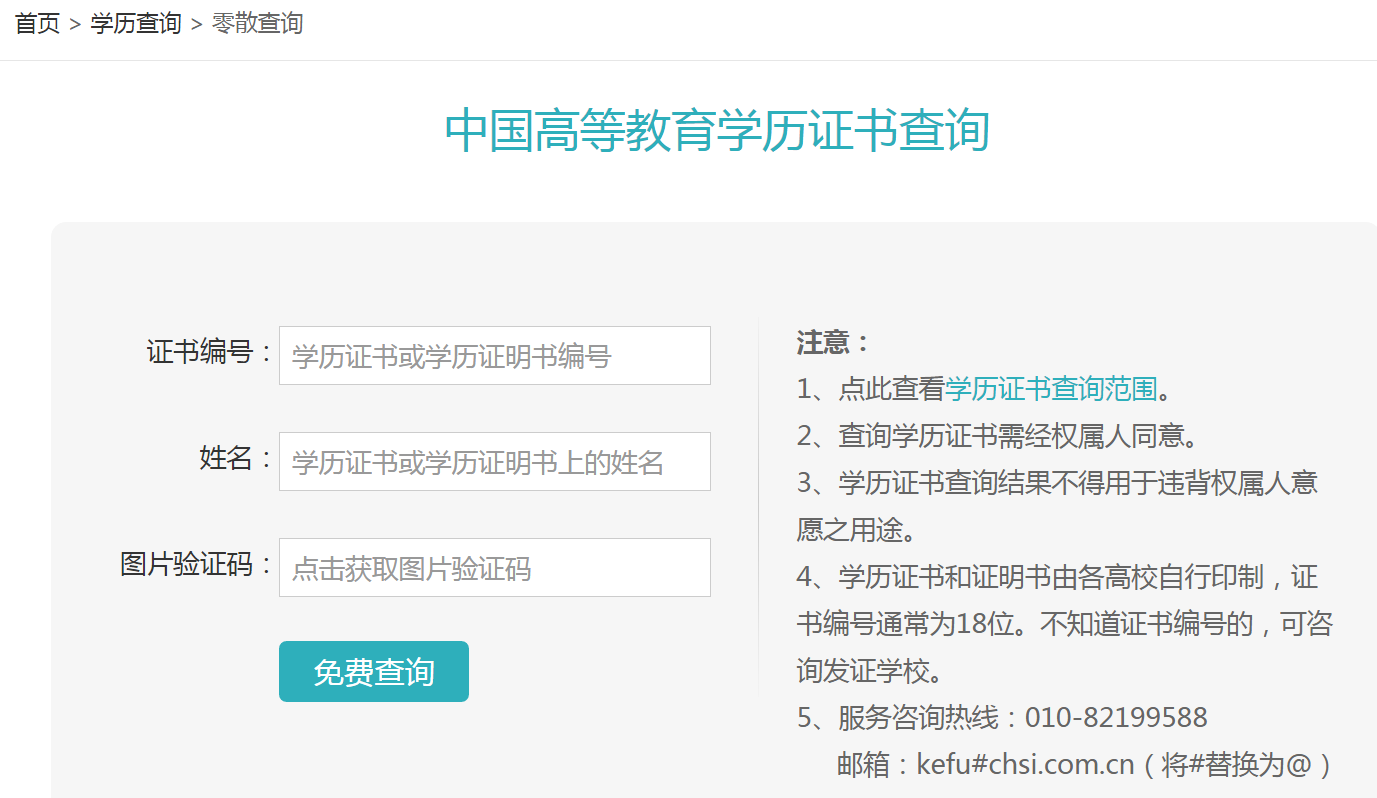 首页 > 学历查询 > 零散查询
中国高等教育学历证书查询
证书编号：
学历证书或学历证明书编号
姓名：
学历证书或学历证明书上的姓名
图片验证码：
点击获取图片验证码
免费查询
注意：
1、点此查看学历证书查询范围。
2、查询学历证书需经权属人同意。
3、学历证书查询结果不得用于违背权属人意
愿之用途。
4、学历证书和证明书由各高校自行印制，证
书编号通常为18位。不知道证书编号的，可咨
询发证学校。
5、服务咨询热线：010-82199588
邮箱：kefu#chsi.com.cn（将#替换为@）